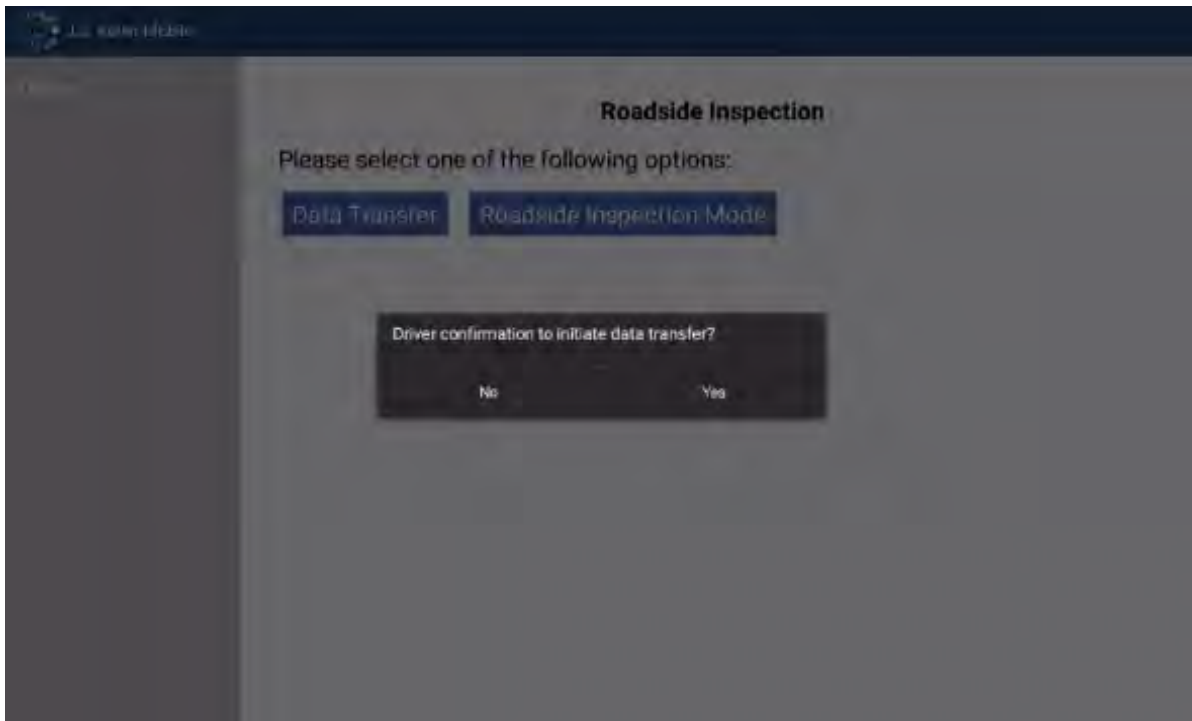 Roadside Inspection
Please select one of the following options:
Data Transfer
Roadside Inspection Mode
Driver confirmation to initiate data transfer?
No
Yes